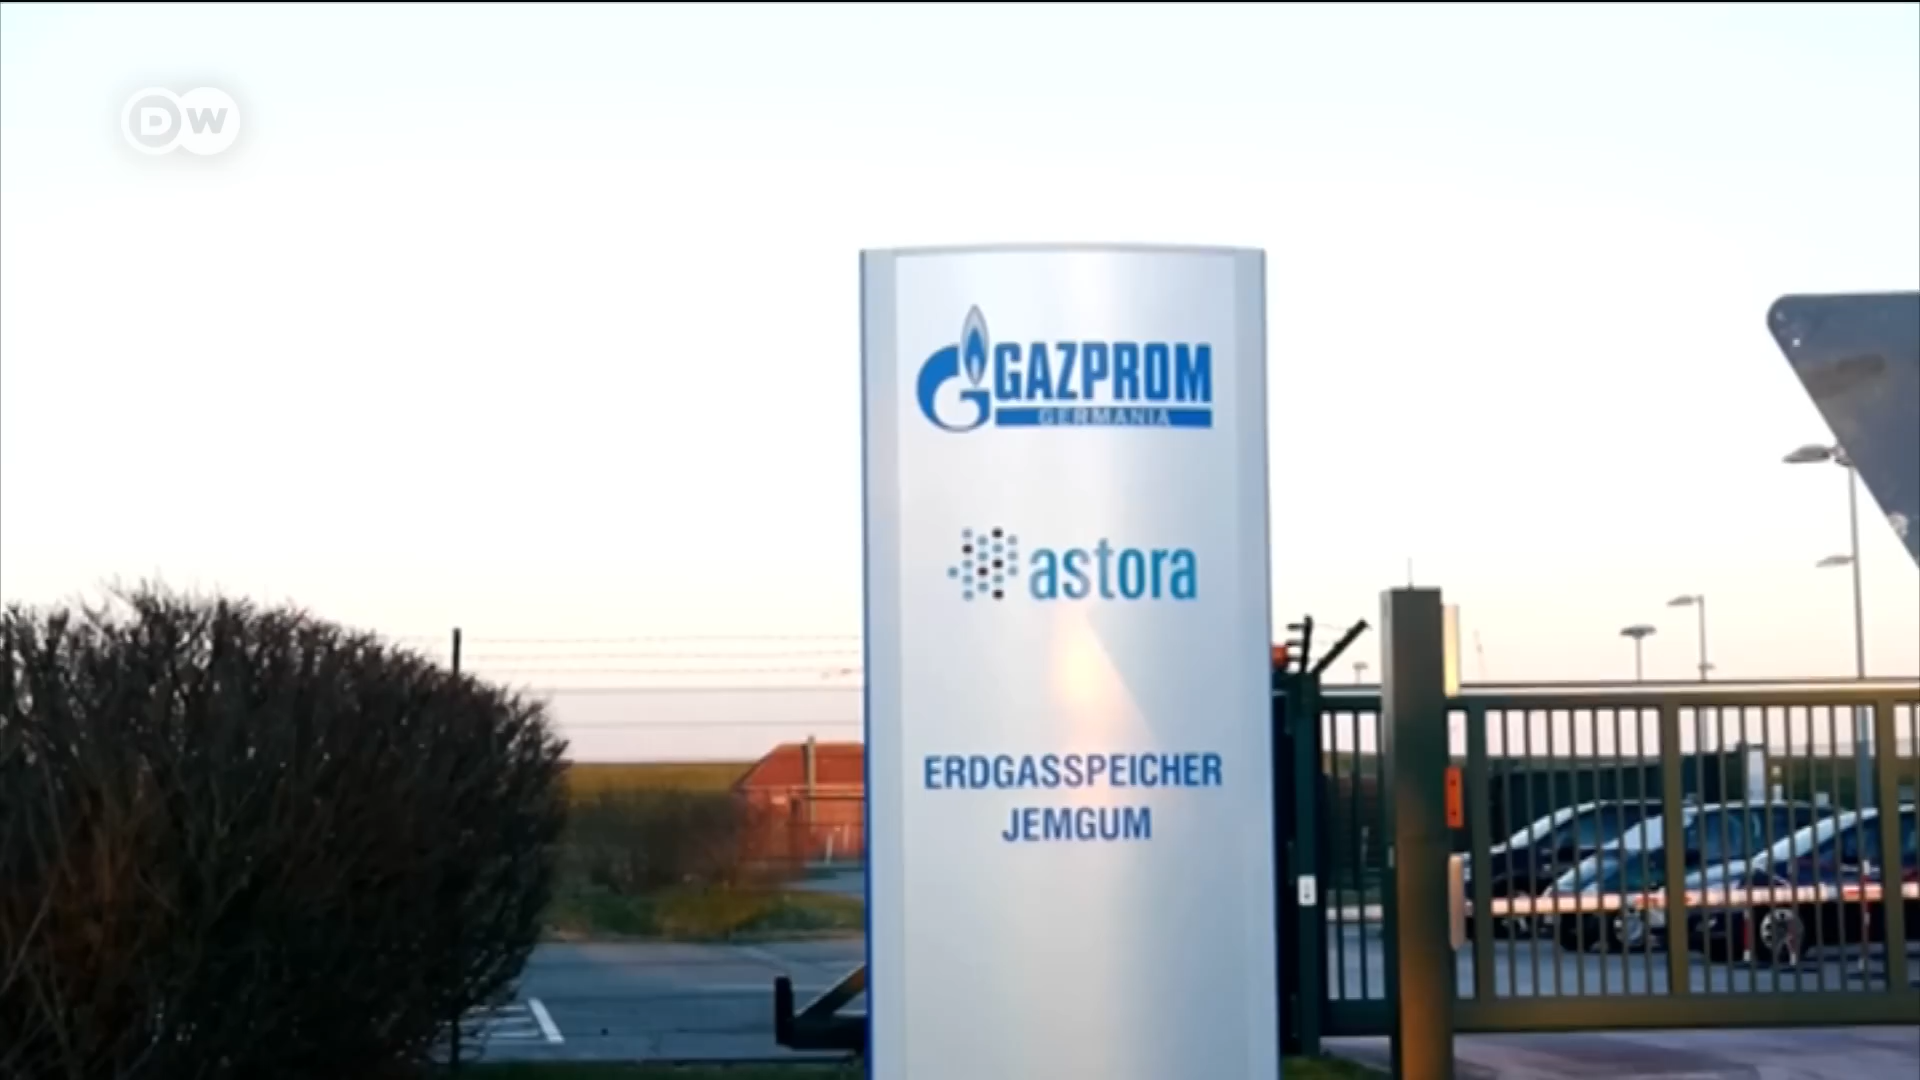 DW
GAZPROM
GERMANIA
astora
ERDGASSPEICHER
JEMGUM